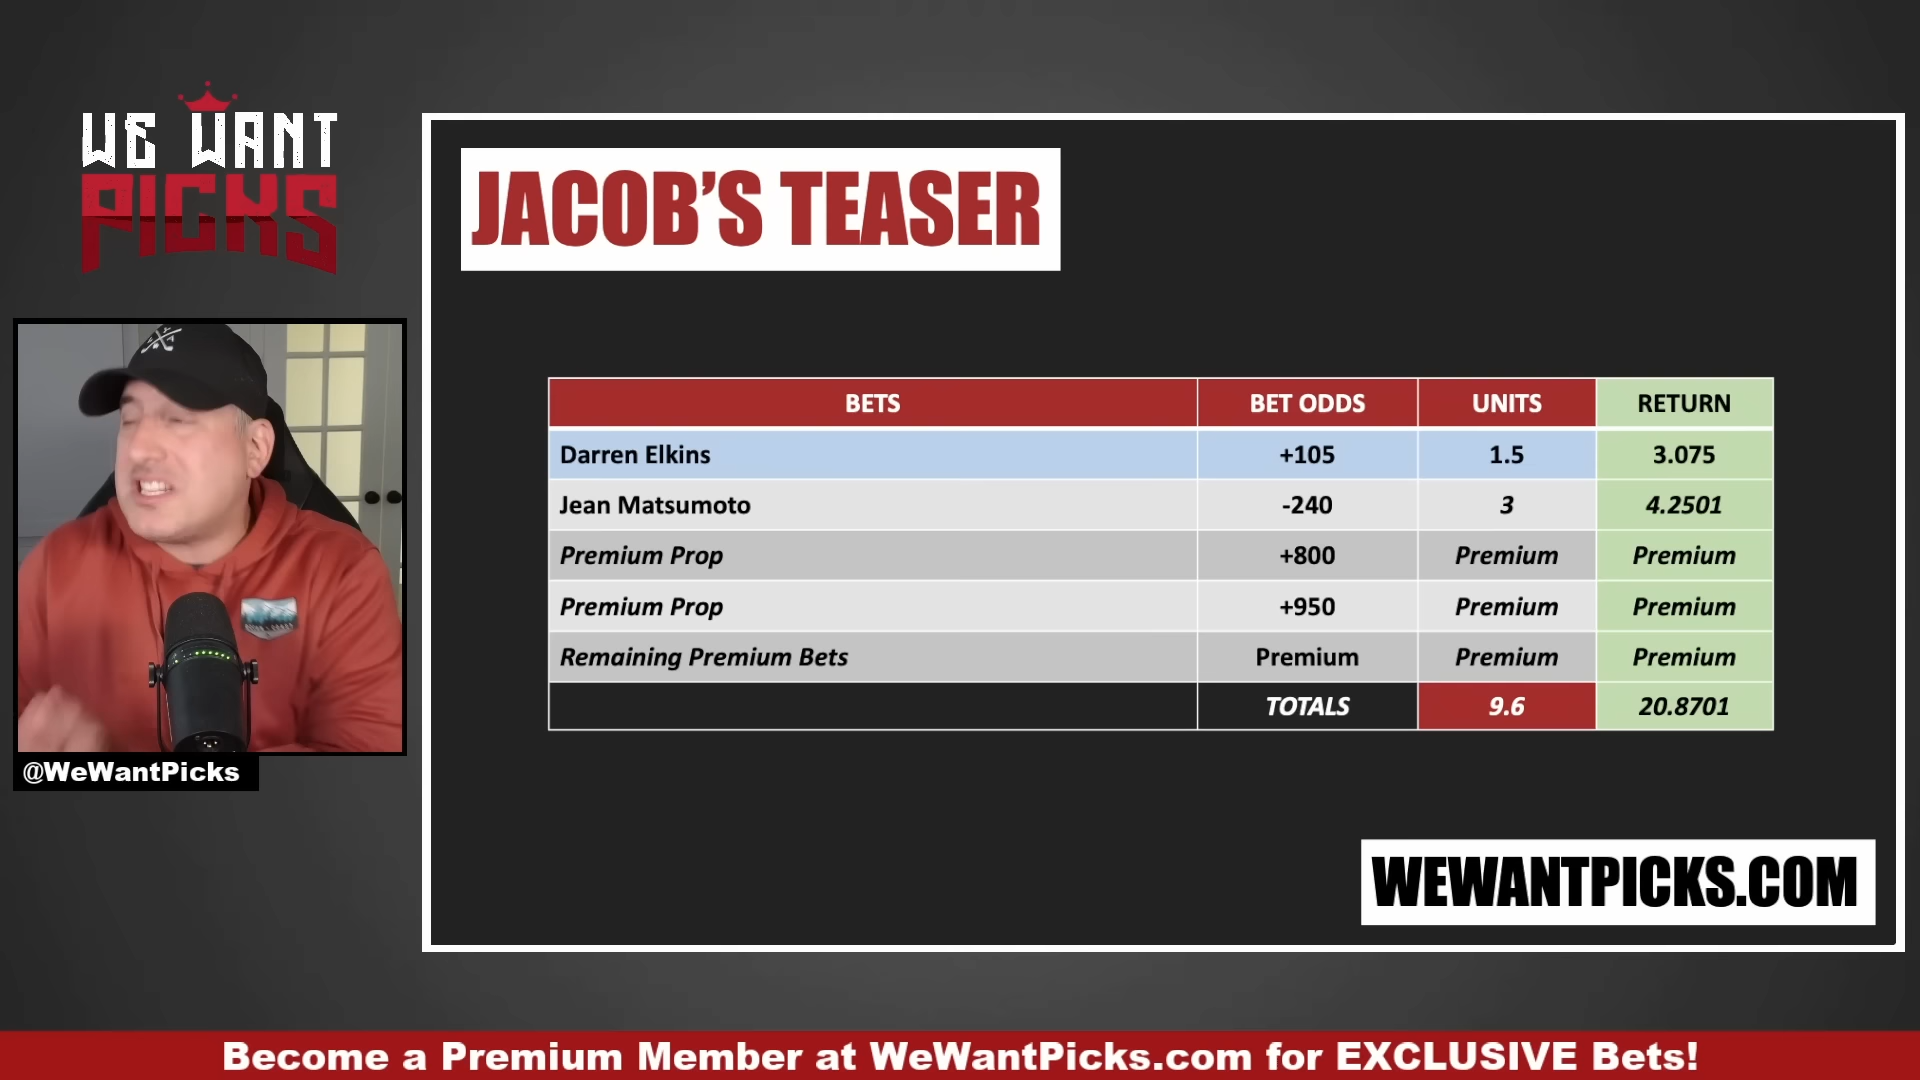 WE WANT
PICKS
JACOB'S TEASER
BETS BET ODDS UNITS RETURN
Darren Elkins +105 1.5 3.075
Jean Matsumoto -240 3 4.2501
Premium Prop +800 Premium Premium
Premium Prop +950 Premium Premium
Remaining Premium Bets Premium Premium Premium
TOTALS 9.6 20.8701
@WeWantPicks
WEWANTPICKS.COM
Become a Premium Member at WeWantPicks.com for EXCLUSIVE Bets!